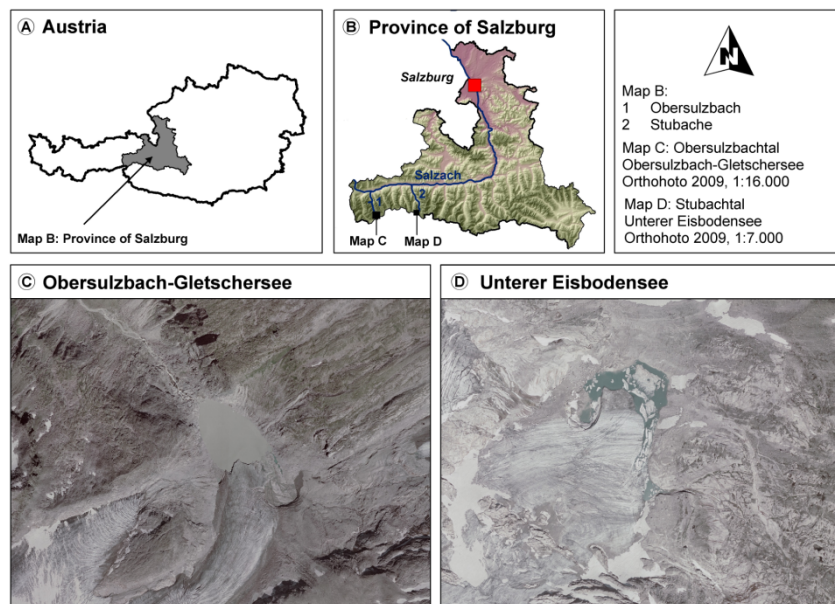 A Austria
Map B: Province of Salzburg
B Province of Salzburg
Salzburg
Salzach
1
2
Map C
Map D
N
Map B:
1 Obersulzbach
2 Stubache
Map C: Obersulzbachtal
Obersulzbach-Gletschersee
Orthohoto 2009, 1:16.000
Map D: Stubachtal
Unterer Eisbodensee
Orthohoto 2009, 1:7.000
C Obersulzbach-Gletschersee
D Unterer Eisbodensee